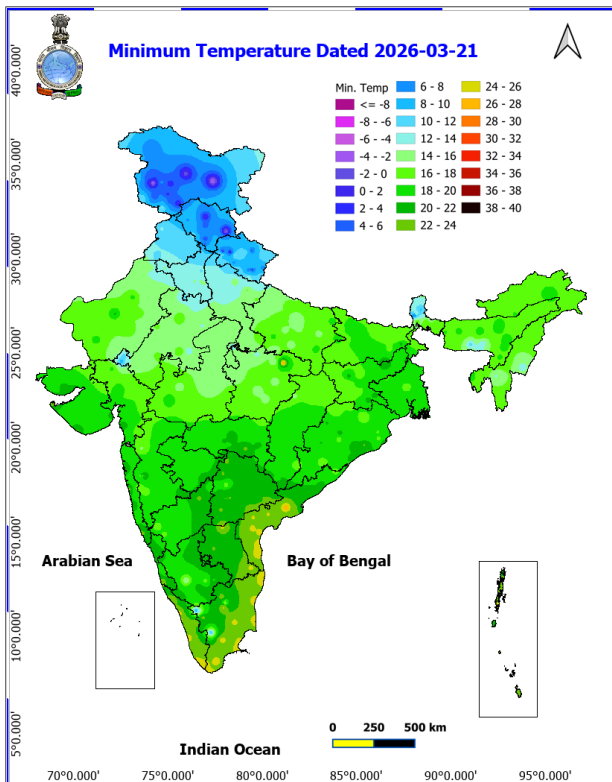 Minimum Temperature Dated 2026-03-21
Min. Temp
<= -8
-8 - -6
-6 - -4
-4 - -2
-2 - 0
0 - 2
2 - 4
4 - 6
6 - 8
8 - 10
10 - 12
12 - 14
14 - 16
16 - 18
18 - 20
20 - 22
22 - 24
24 - 26
26 - 28
28 - 30
30 - 32
32 - 34
34 - 36
36 - 38
38 - 40
40°0.000'
35°0.000'
30°0.000'
25°0.000'
20°0.000'
15°0.000'
10°0.000'
5°0.000'
Arabian Sea
Bay of Bengal
Indian Ocean
0 250 500 km
70°0.000' 75°0.000' 80°0.000' 85°0.000' 90°0.000' 95°0.000'